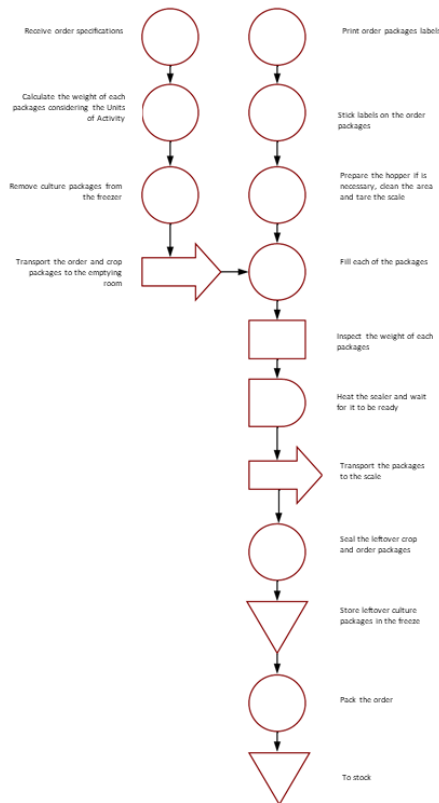 Receive order specifications
Print order packages labels
Calculate the weight of each
packages considering the Units
of Activity
Stick labels on the order
packages
Remove culture packages from
the freezer
Prepare the hopper if is
necessary, clean the area
and tare the scale
Transport the order and crop
packages to the emptying
room
Fill each of the packages
Inspect the weight of each
packages
Heat the sealer and wait
for it to be ready
Transport the packages
to the scale
Seal the leftover crop
and order packages
Store leftover culture
packages in the freeze
Pack the order
To stock